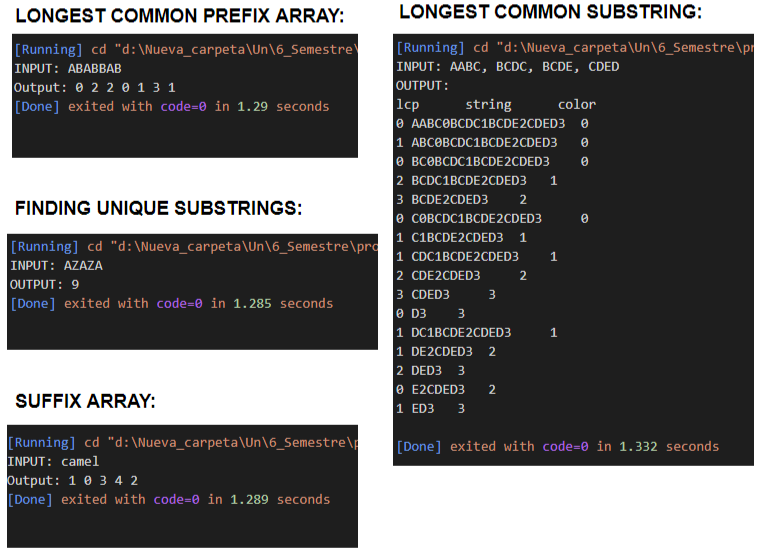 LONGEST COMMON PREFIX ARRAY:
[Running] cd "d:\Nueva_carpeta\Un\6_Semestre\
INPUT: ABABBAB
Output: 0 2 2 0 1 3 1
[Done] exited with code=0 in 1.29 seconds
FINDING UNIQUE SUBSTRINGS:
[Running] cd "d:\Nueva_carpeta\Un\6_Semestre\pro
INPUT: AZAZA
OUTPUT: 9
[Done] exited with code=0 in 1.285 seconds
SUFFIX ARRAY:
[Running] cd "d:\Nueva_carpeta\Un\6_Semestre\p
INPUT: camel
Output: 1 0 3 4 2
[Done] exited with code=0 in 1.289 seconds
LONGEST COMMON SUBSTRING:
[Running] cd "d:\Nueva_carpeta\Un\6_Semestre\pr
INPUT: AABC, BCDC, BCDE, CDED
OUTPUT:
lcp string color
0 AABC0BCDC1BCDE2CDED3 0
1 ABC0BCDC1BCDE2CDED3 0
0 BC0BCDC1BCDE2CDED3 0
2 BCDC1BCDE2CDED3 1
3 BCDE2CDED3 2
0 C0BCDC1BCDE2CDED3 0
1 C1BCDE2CDED3 1
1 CDC1BCDE2CDED3 1
2 CDE2CDED3 2
3 CDED3 3
0 D3 3
1 DC1BCDE2CDED3 1
1 DE2CDED3 2
2 DED3 3
0 E2CDED3 2
1 ED3 3
[Done] exited with code=0 in 1.332 seconds